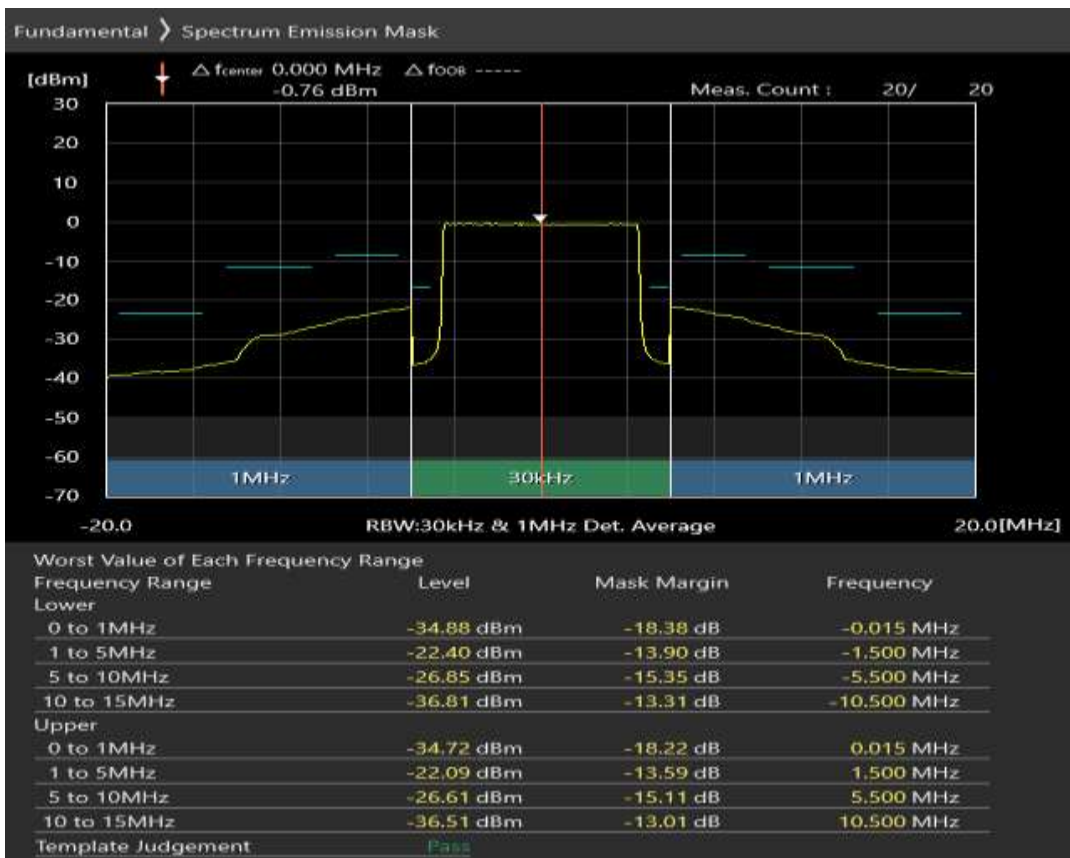 Fundamental ❯ Spectrum Emission Mask
[dBm]
△ fcenter 0.000 MHz △ fOOB -----
-0.76 dBm
Meas. Count : 20/ 20
30
20
10
0
-10
-20
-30
-40
-50
-60
-70
1MHz 30kHz 1MHz
-20.0 RBW:30kHz & 1MHz Det. Average 20.0[MHz]
Worst Value of Each Frequency Range
Frequency Range Level Mask Margin Frequency
Lower
0 to 1MHz -34.88 dBm -18.38 dB -0.015 MHz
1 to 5MHz -22.40 dBm -13.90 dB -1.500 MHz
5 to 10MHz -26.85 dBm -15.35 dB -5.500 MHz
10 to 15MHz -36.81 dBm -13.31 dB -10.500 MHz
Upper
0 to 1MHz -34.72 dBm -18.22 dB 0.015 MHz
1 to 5MHz -22.09 dBm -13.59 dB 1.500 MHz
5 to 10MHz -26.61 dBm -15.11 dB 5.500 MHz
10 to 15MHz -36.51 dBm -13.01 dB 10.500 MHz
Template Judgement Pass